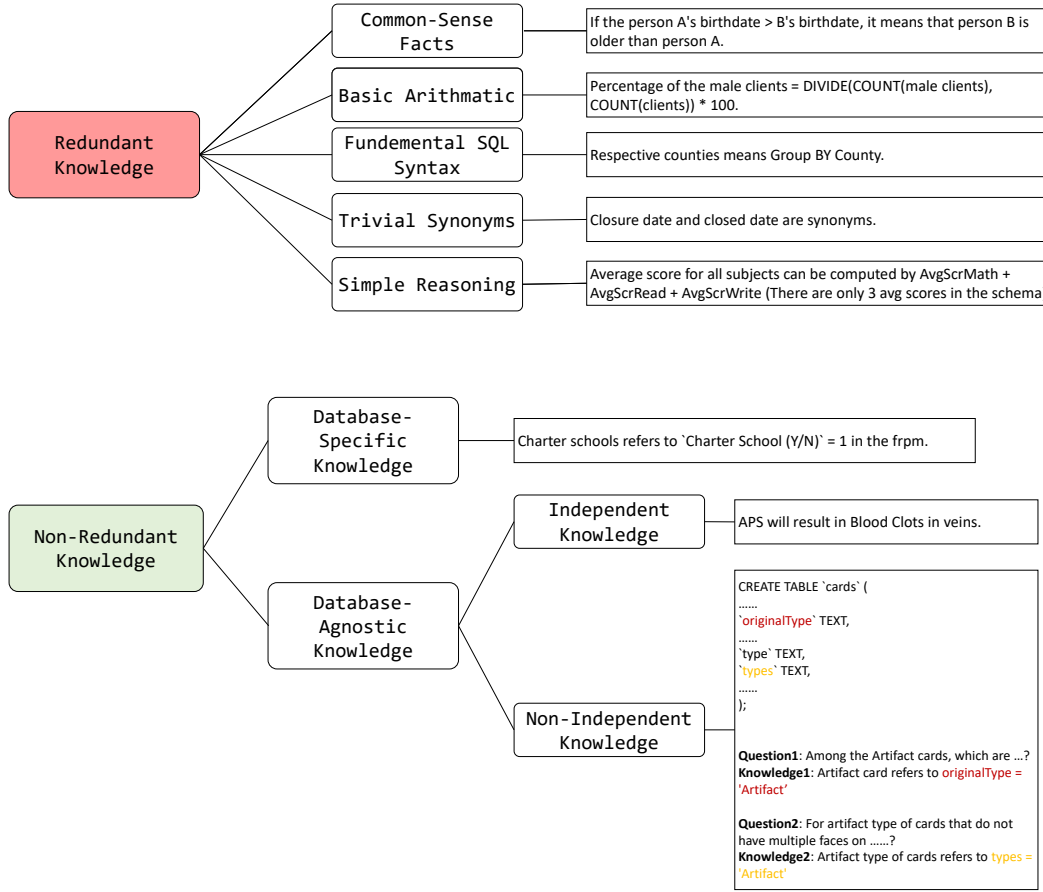 Redundant
Knowledge
Common-Sense
Facts
If the person A's birthdate > B's birthdate, it means that person B is
older than person A.
Basic Arithmatic
Percentage of the male clients = DIVIDE(COUNT(male clients),
COUNT(clients)) * 100.
Fundemental SQL
Syntax
Respective counties means Group BY County.
Trivial Synonyms
Closure date and closed date are synonyms.
Simple Reasoning
Average score for all subjects can be computed by AvgScrMath +
AvgScrRead + AvgScrWrite (There are only 3 avg scores in the schema
Non-Redundant
Knowledge
Database-
Specific
Knowledge
Charter schools refers to `Charter School (Y/N)` = 1 in the frpm.
Database-
Agnostic
Knowledge
Independent
Knowledge
APS will result in Blood Clots in veins.
Non-Independent
Knowledge
CREATE TABLE `cards` (
......
`originalType` TEXT,
......
`type` TEXT,
`types` TEXT,
......
);
Question1: Among the Artifact cards, which are …?
Knowledge1: Artifact card refers to originalType =
'Artifact’
Question2: For artifact type of cards that do not
have multiple faces on ……?
Knowledge2: Artifact type of cards refers to types =
'Artifact'